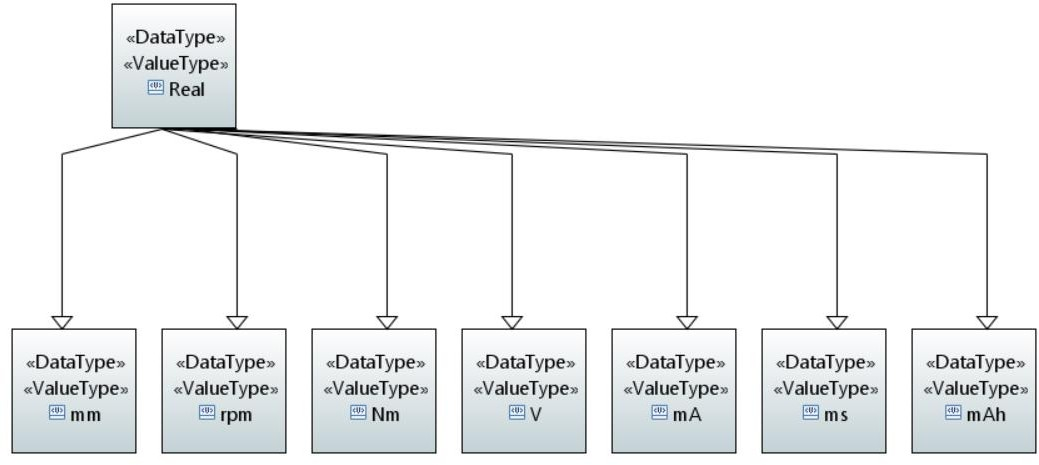 «DataType»
«ValueType»
Real
«DataType»
«ValueType»
mm
«DataType»
«ValueType»
rpm
«DataType»
«ValueType»
Nm
«DataType»
«ValueType»
V
«DataType»
«ValueType»
mA
«DataType»
«ValueType»
ms
«DataType»
«ValueType»
mAh